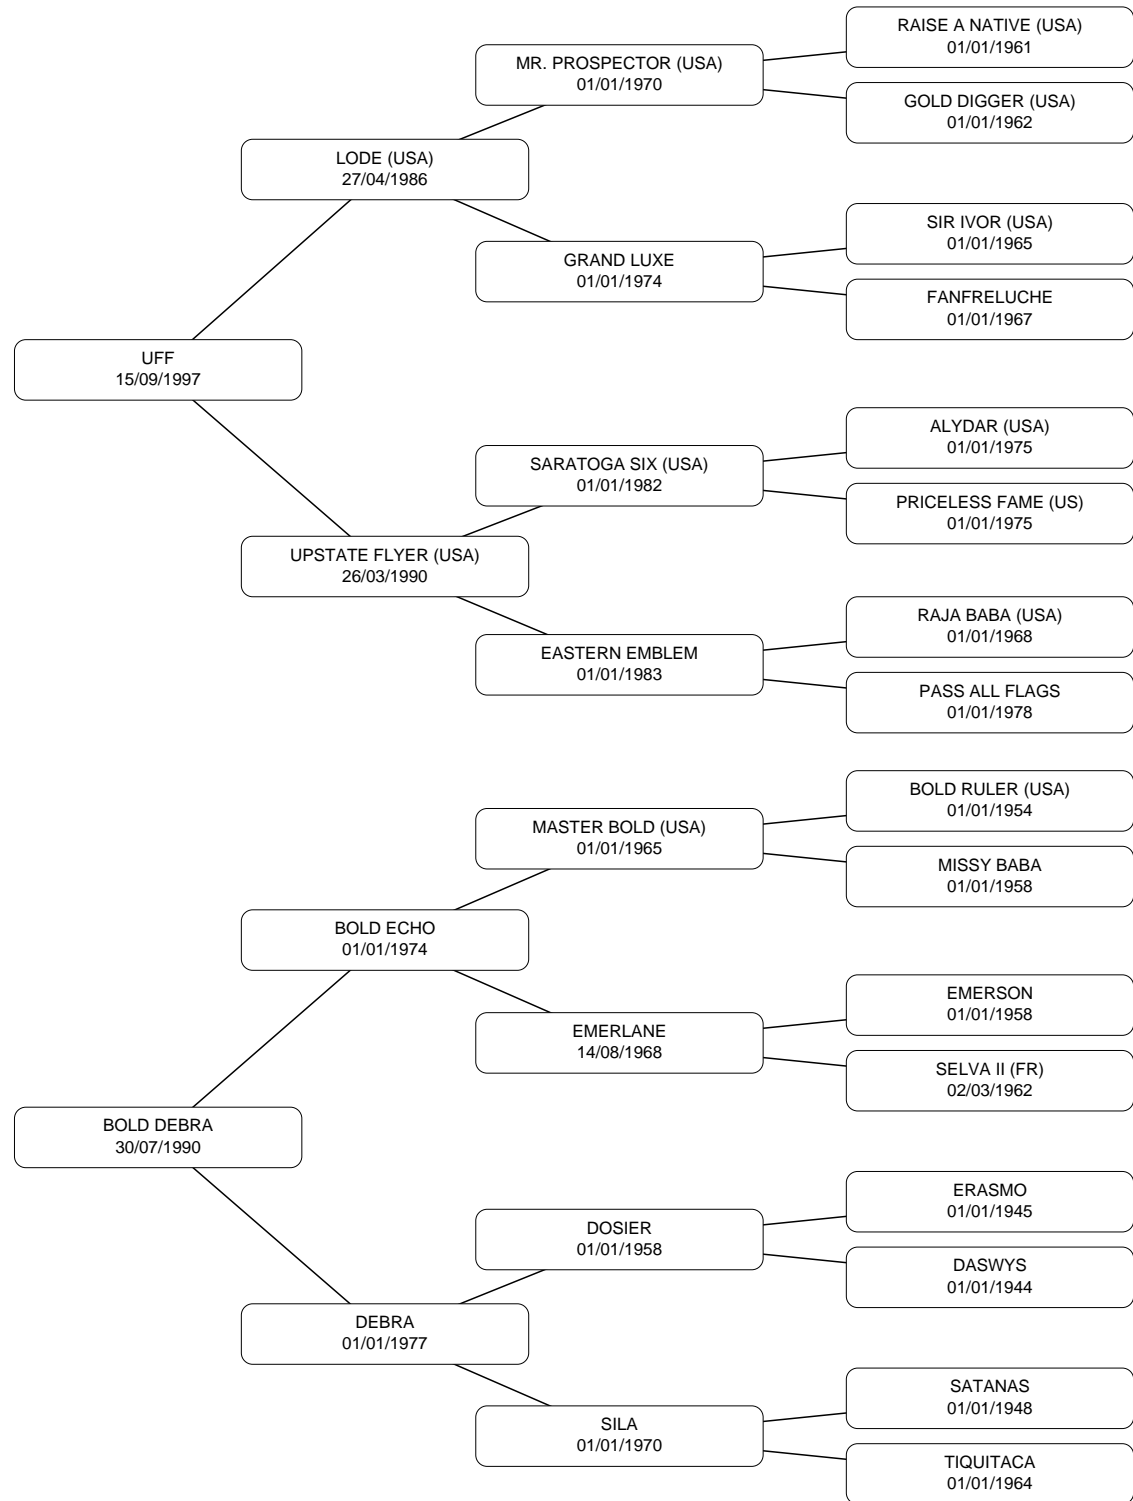 RAISE A NATIVE (USA)
01/01/1961
MR. PROSPECTOR (USA)
01/01/1970
GOLD DIGGER (USA)
01/01/1962
LODE (USA)
27/04/1986
SIR IVOR (USA)
01/01/1965
GRAND LUXE
01/01/1974
FANFRELUCHE
01/01/1967
UFF
15/09/1997
ALYDAR (USA)
01/01/1975
SARATOGA SIX (USA)
01/01/1982
PRICELESS FAME (US)
01/01/1975
UPSTATE FLYER (USA)
26/03/1990
RAJA BABA (USA)
01/01/1968
EASTERN EMBLEM
01/01/1983
PASS ALL FLAGS
01/01/1978
BOLD RULER (USA)
01/01/1954
MASTER BOLD (USA)
01/01/1965
MISSY BABA
01/01/1958
BOLD ECHO
01/01/1974
EMERSON
01/01/1958
EMERLANE
14/08/1968
SELVA II (FR)
02/03/1962
BOLD DEBRA
30/07/1990
ERASMO
01/01/1945
DOSIER
01/01/1958
DASWYS
01/01/1944
DEBRA
01/01/1977
SATANAS
01/01/1948
SILA
01/01/1970
TIQUITACA
01/01/1964